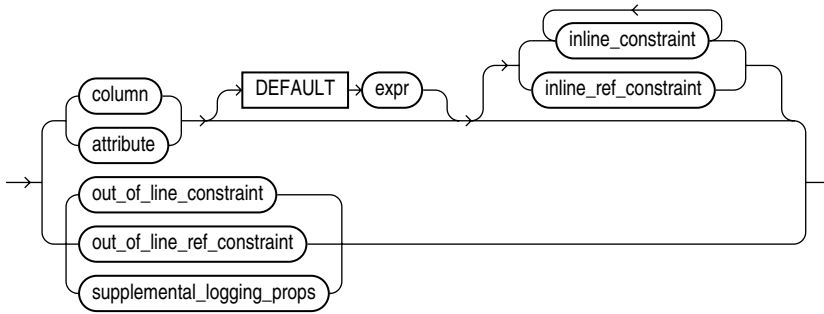 inline_constraint
inline_ref_constraint
DEFAULT expr
column
attribute
out_of_line_constraint
out_of_line_ref_constraint
supplemental_logging_props